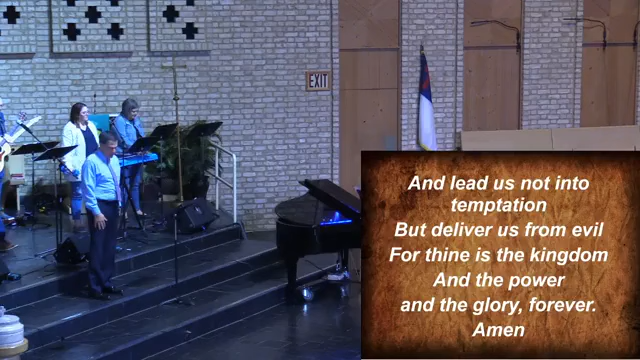 EXIT
And lead us not into
temptation
But deliver us from evil
For thine is the kingdom
And the power
and the glory, forever.
Amen